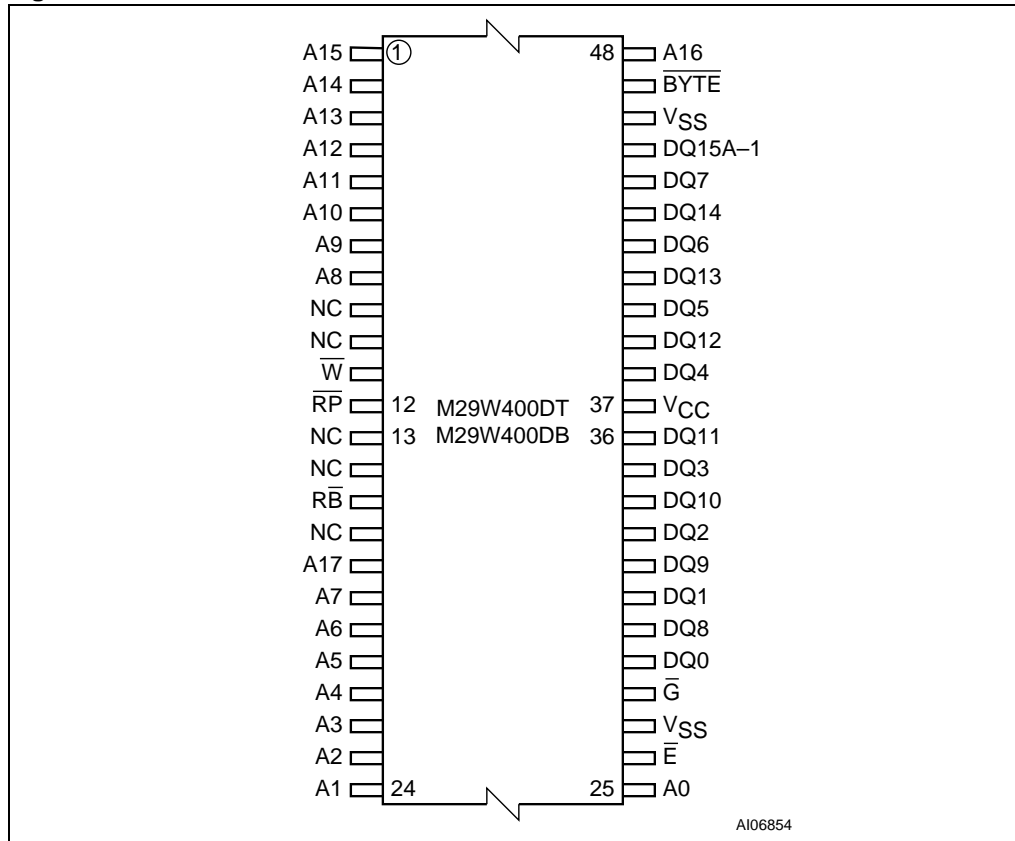 A15 1 48 A16
A14 B̅Y̅T̅E̅
A13 VSS
A12 DQ15A–1
A11 DQ7
A10 DQ14
A9 DQ6
A8 DQ13
NC DQ5
NC DQ12
W̅ DQ4
R̅P̅ 12 M29W400DT 37 VCC
NC 13 M29W400DB 36 DQ11
NC DQ3
RB̅ DQ10
NC DQ2
A17 DQ9
A7 DQ1
A6 DQ8
A5 DQ0
A4 G̅
A3 VSS
A2 E̅
A1 24 25 A0
AI06854